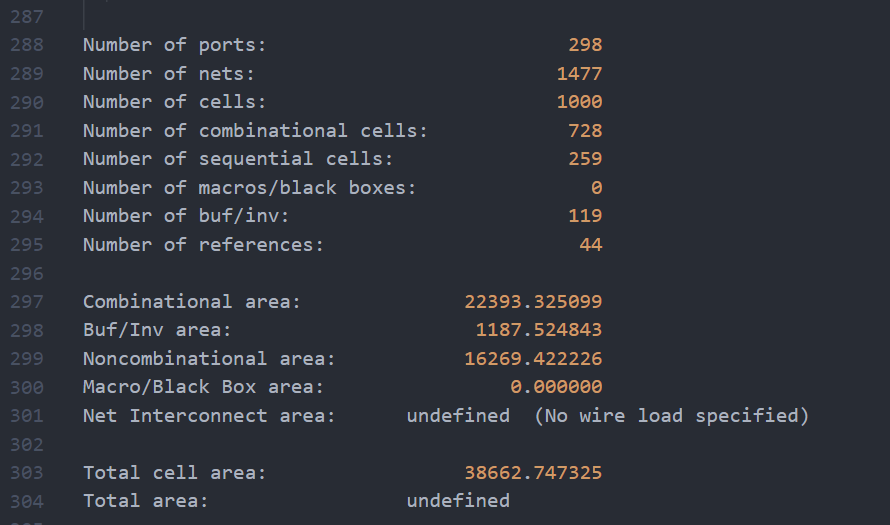 287
288 Number of ports: 298
289 Number of nets: 1477
290 Number of cells: 1000
291 Number of combinational cells: 728
292 Number of sequential cells: 259
293 Number of macros/black boxes: 0
294 Number of buf/inv: 119
295 Number of references: 44
296
297 Combinational area: 22393.325099
298 Buf/Inv area: 1187.524843
299 Noncombinational area: 16269.422226
300 Macro/Black Box area: 0.000000
301 Net Interconnect area: undefined (No wire load specified)
302
303 Total cell area: 38662.747325
304 Total area: undefined